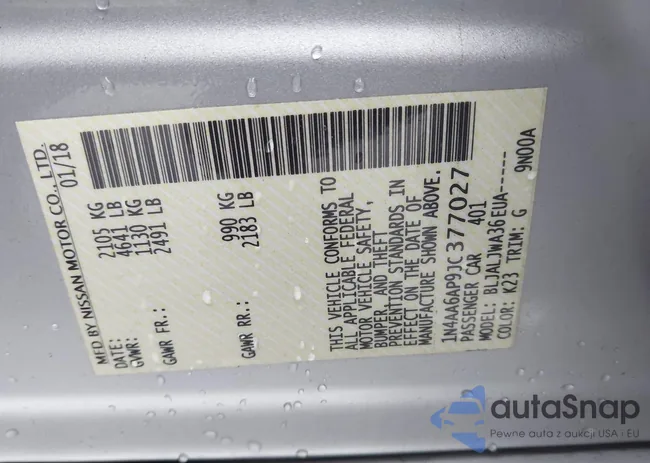 MFD BY NISSAN MOTOR CO., LTD.
DATE: 01/18
GVWR: 2105 KG
4641 LB
GAWR FR.: 1130 KG
2491 LB
GAWR RR.: 990 KG
2183 LB
THIS VEHICLE CONFORMS TO
ALL APPLICABLE FEDERAL
MOTOR VEHICLE SAFETY,
BUMPER, AND THEFT
PREVENTION STANDARDS IN
EFFECT ON THE DATE OF
MANUFACTURE SHOWN ABOVE.
1N4AA6AP9JC377027
PASSENGER CAR 401
MODEL: BLJALJWA36EUA-----
COLOR: K23 TRIM: G 9N00A
autaSnap
Pewne auta z aukcji USA i EU